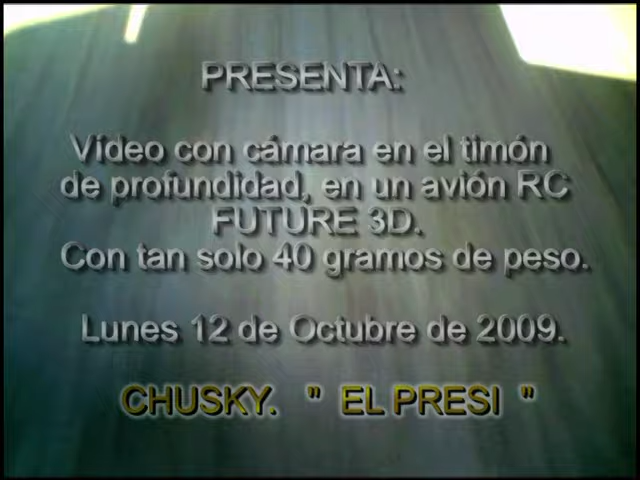 PRESENTA:
Vídeo con cámara en el timón
de profundidad, en un avión RC
FUTURE 3D.
Con tan solo 40 gramos de peso.
Lunes 12 de Octubre de 2009.
CHUSKY. " EL PRESI "